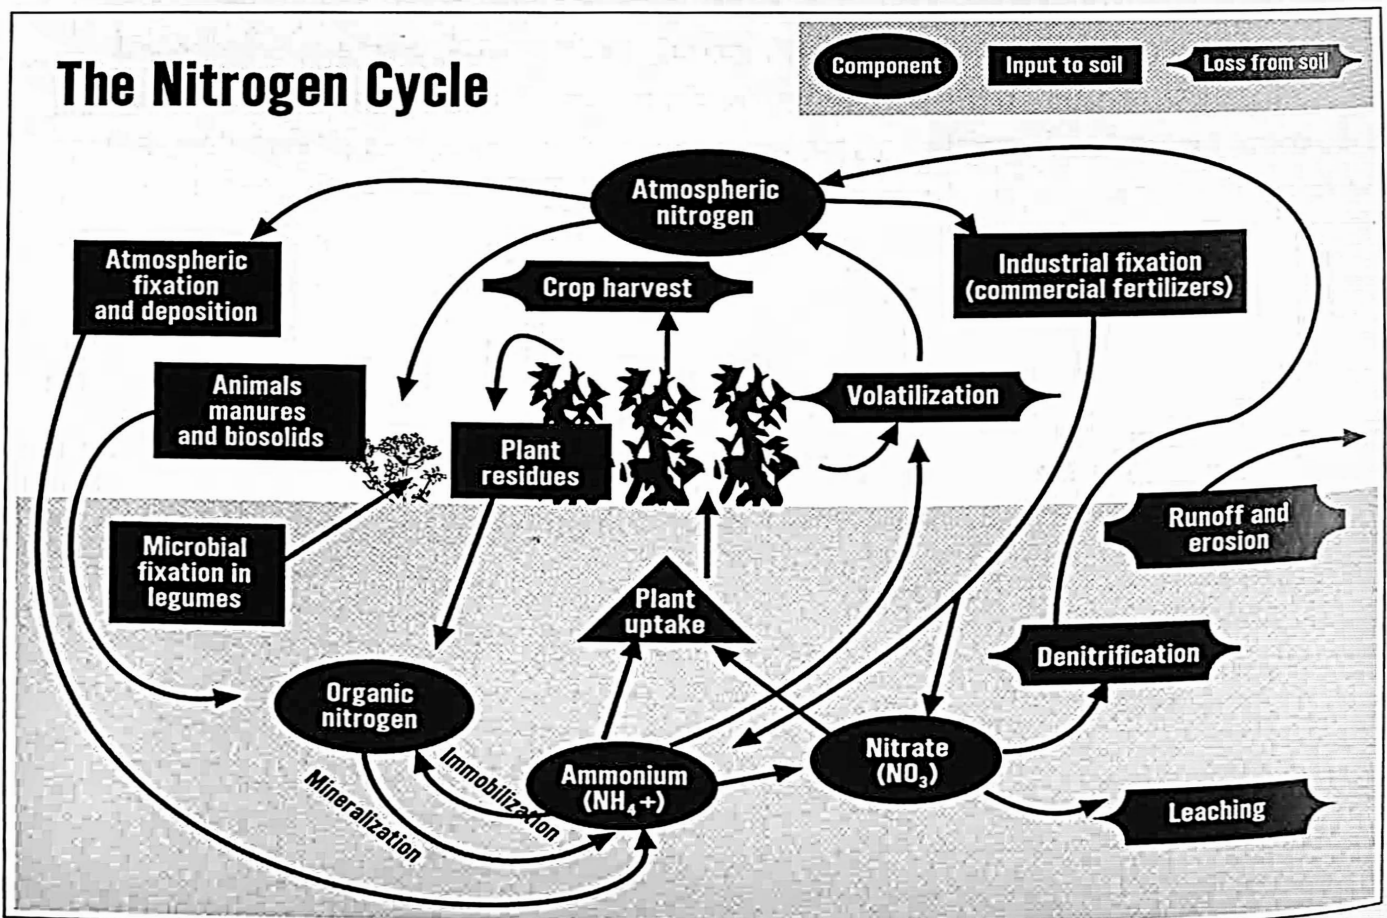 The Nitrogen Cycle
Component
Input to soil
Loss from soil
Atmospheric
nitrogen
Atmospheric
fixation
and deposition
Crop harvest
Industrial fixation
(commercial fertilizers)
Animals
manures
and biosolids
Volatilization
Plant
residues
Microbial
fixation in
legumes
Runoff and
erosion
Plant
uptake
Denitrification
Organic
nitrogen
Immobilization
Mineralization
Ammonium
(NH₄+)
Nitrate
(NO₃)
Leaching